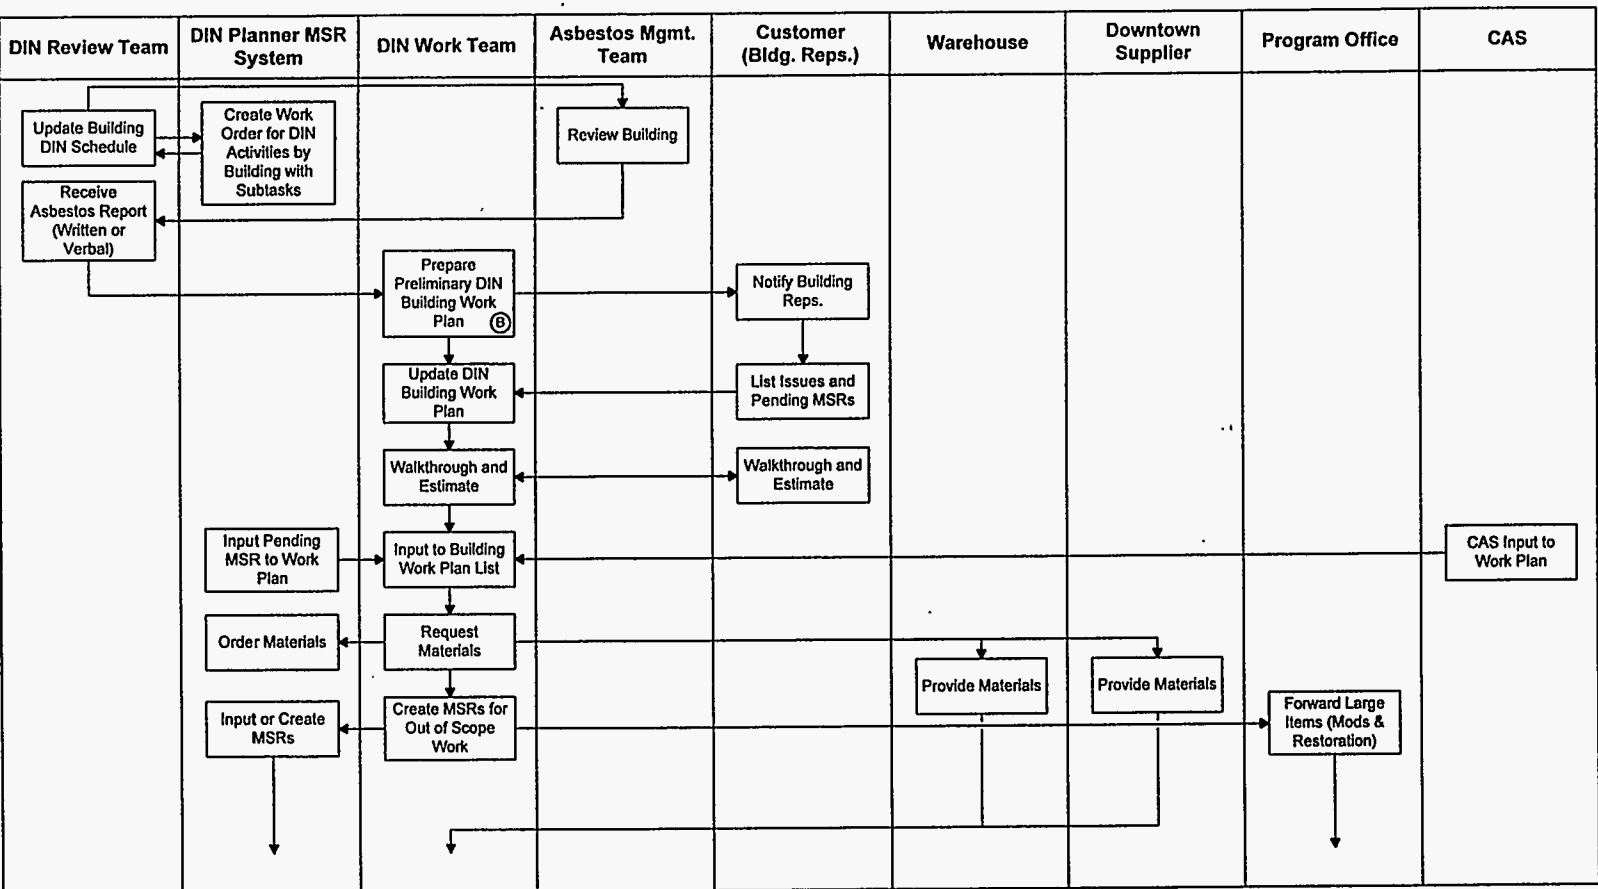 DIN Review Team
DIN Planner MSR
System
DIN Work Team
Asbestos Mgmt.
Team
Customer
(Bldg. Reps.)
Warehouse
Downtown
Supplier
Program Office
CAS
Update Building
DIN Schedule
Create Work
Order for DIN
Activities by
Building with
Subtasks
Review Building
Receive
Asbestos Report
(Written or
Verbal)
Prepare
Preliminary DIN
Building Work
Plan
B
Notify Building
Reps.
Update DIN
Building Work
Plan
List Issues and
Pending MSRs
Walkthrough and
Estimate
Walkthrough and
Estimate
Input Pending
MSR to Work
Plan
Input to Building
Work Plan List
CAS Input to
Work Plan
Order Materials
Request
Materials
Provide Materials
Provide Materials
Input or Create
MSRs
Create MSRs for
Out of Scope
Work
Forward Large
Items (Mods &
Restoration)